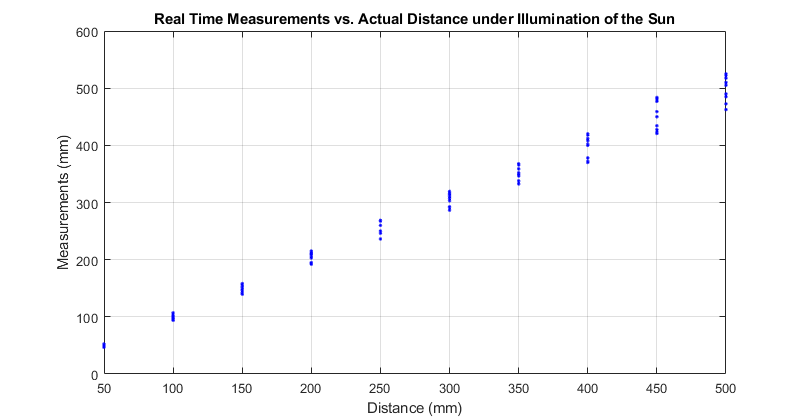 Real Time Measurements vs. Actual Distance under Illumination of the Sun
600
500
400
300
200
100
0
Measurements (mm)
50 100 150 200 250 300 350 400 450 500
Distance (mm)